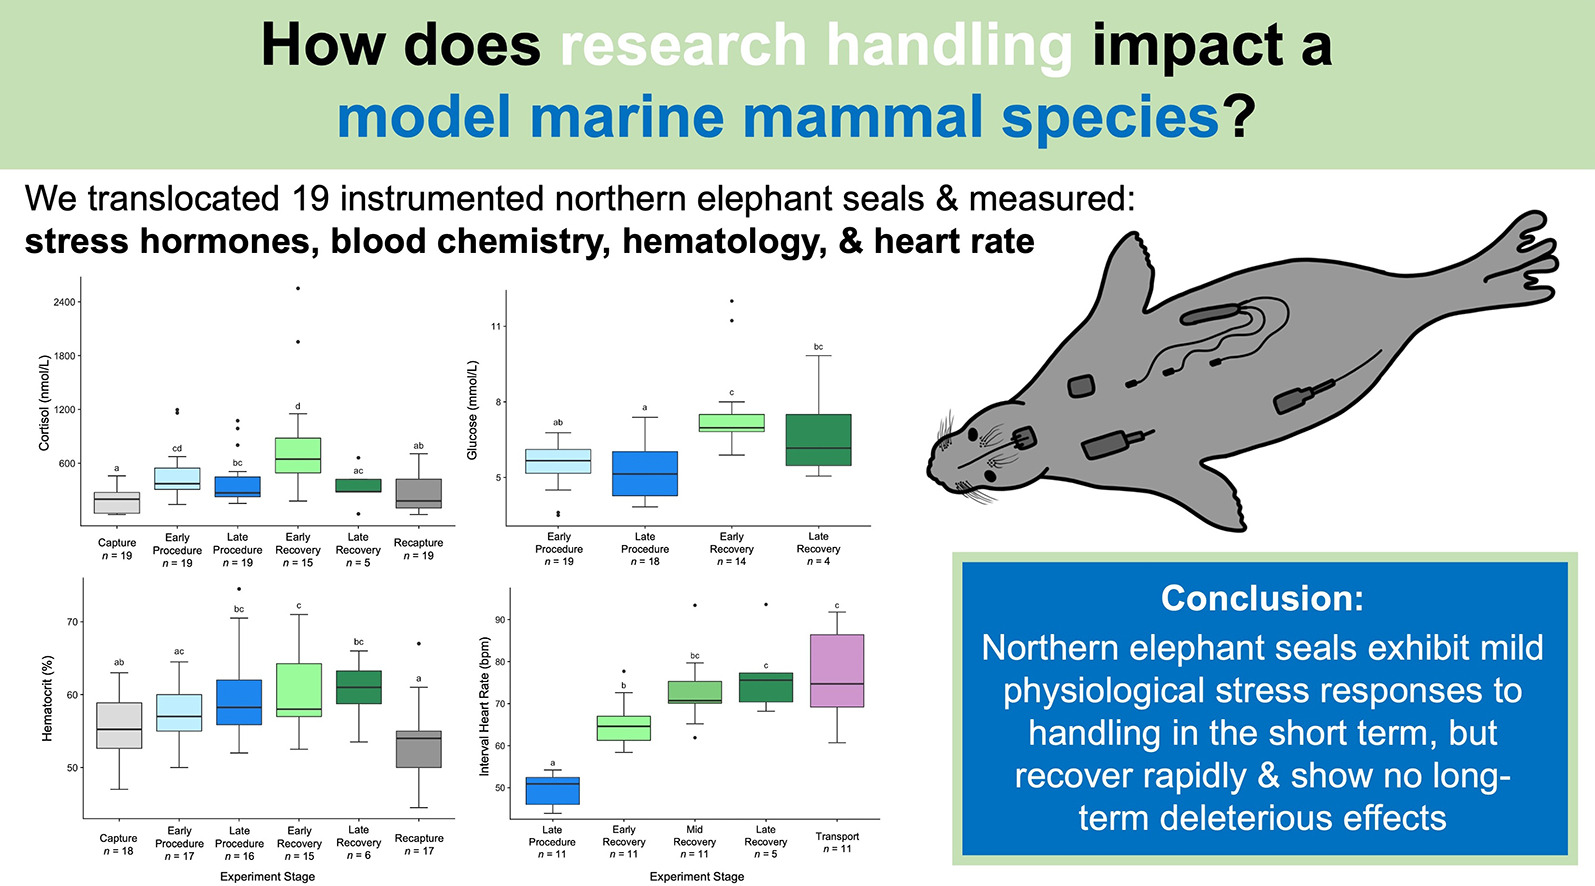 How does research handling impact a
model marine mammal species?
We translocated 19 instrumented northern elephant seals & measured:
stress hormones, blood chemistry, hematology, & heart rate
Cortisol (nmol/L)
2400
1800
1200
600
a
cd
bc
d
ac
ab
Capture
n = 19
Early
Procedure
n = 19
Late
Procedure
n = 19
Early
Recovery
n = 15
Late
Recovery
n = 5
Recapture
n = 19
Glucose (mmol/L)
11
8
5
ab
a
c
bc
Early
Procedure
n = 19
Late
Procedure
n = 18
Early
Recovery
n = 14
Late
Recovery
n = 4
Hematocrit (%)
70
60
50
ab
ac
bc
c
bc
a
Capture
n = 18
Early
Procedure
n = 17
Late
Procedure
n = 16
Early
Recovery
n = 15
Late
Recovery
n = 6
Recapture
n = 17
Experiment Stage
Interval Heart Rate (bpm)
90
80
70
60
50
a
b
bc
c
c
Late
Procedure
n = 11
Early
Recovery
n = 11
Mid
Recovery
n = 11
Late
Recovery
n = 5
Transport
n = 11
Experiment Stage
Conclusion:
Northern elephant seals exhibit mild
physiological stress responses to
handling in the short term, but
recover rapidly & show no long-
term deleterious effects